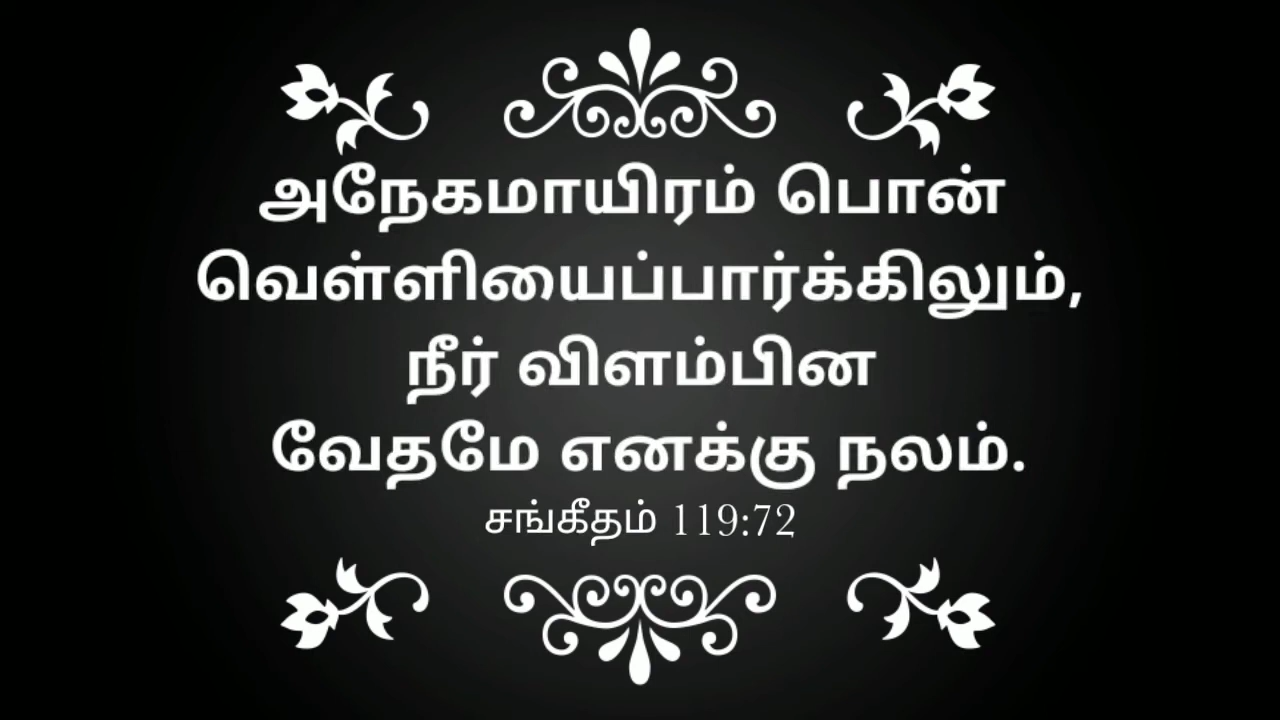 அநேகமாயிரம் பொன்
வெள்ளியைப்பார்க்கிலும்,
நீர் விளம்பின
வேதமே எனக்கு நலம்.
சங்கீதம் 119:72